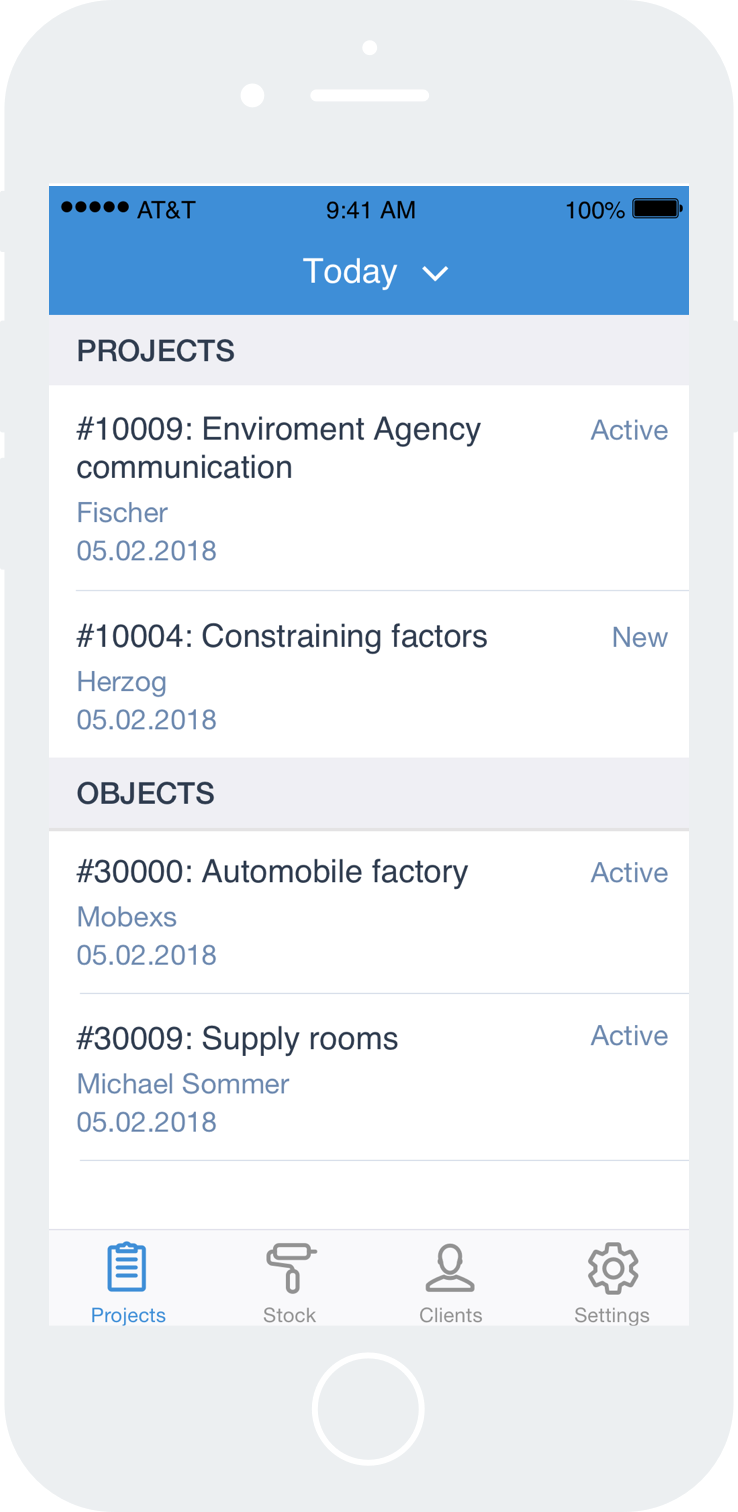 AT&T 9:41 AM 100%
Today
PROJECTS
#10009: Enviroment Agency Active
communication
Fischer
05.02.2018
#10004: Constraining factors New
Herzog
05.02.2018
OBJECTS
#30000: Automobile factory Active
Mobexs
05.02.2018
#30009: Supply rooms Active
Michael Sommer
05.02.2018
Projects Stock Clients Settings